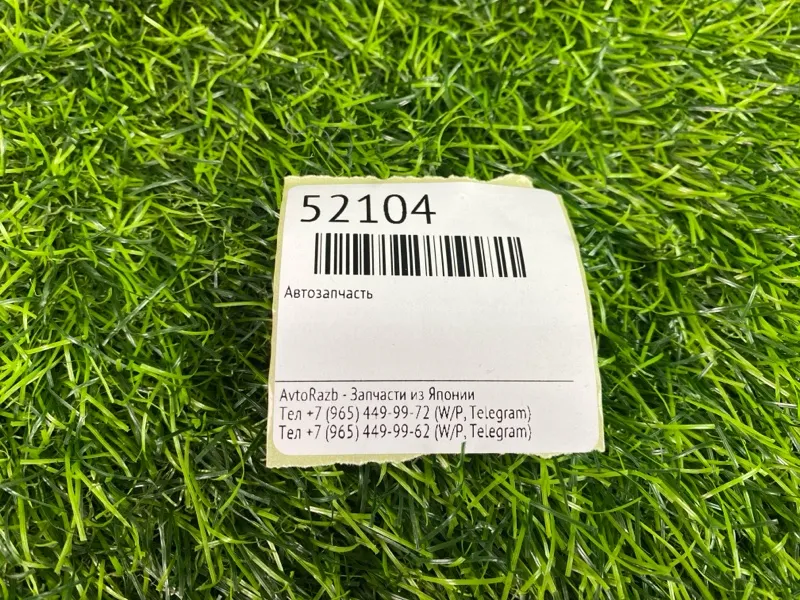 52104
Автозапчасть
AvtoRazb - Запчасти из Японии
Тел +7 (965) 449-99-72 (W/P, Telegram)
Тел +7 (965) 449-99-62 (W/P, Telegram)